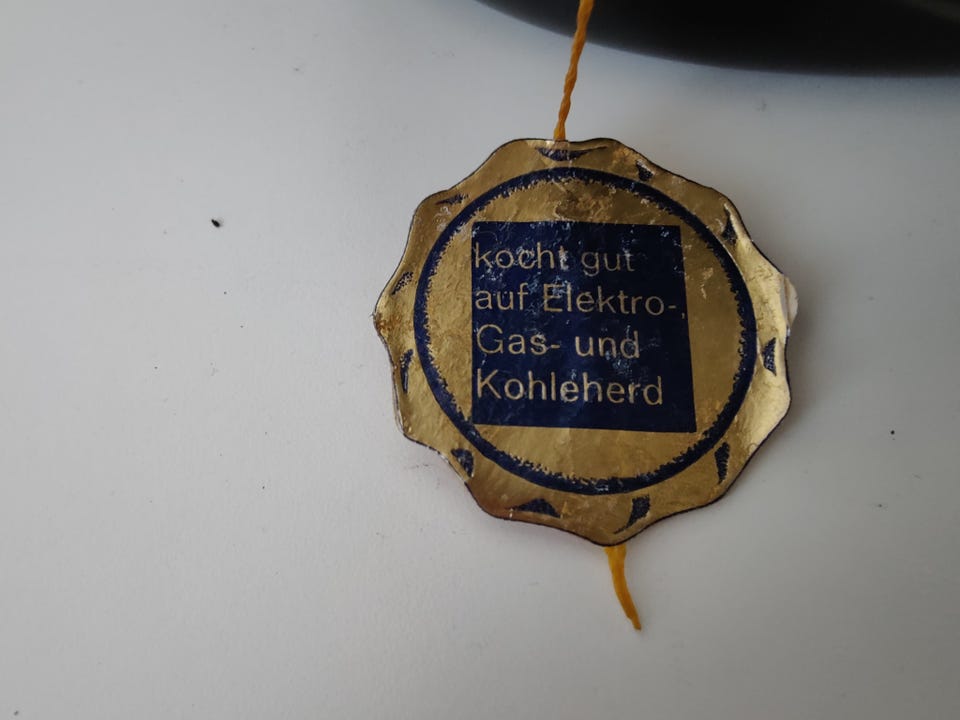 kocht gut
auf Elektro-,
Gas- und
Kohleherd